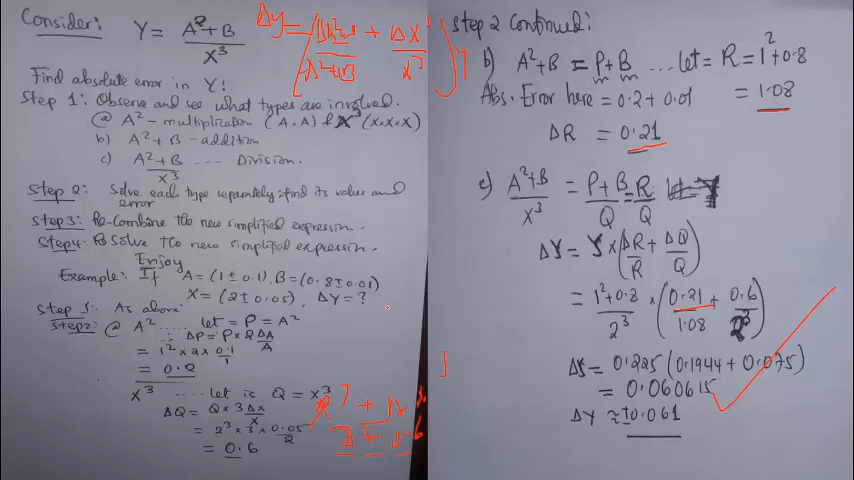 Consider: Y = A²+B / X³
Δy = (ΔA²+B / A²+B + ΔX³ / x³) y
Find absolute error in Y!
Step 1: Observe and see what types are involved.
@ A² - multiplication (A.A) & X³ (x.x.x)
b) A² + B - addition
c) A²+B / X³ ... Division.
Step 2: Solve each type separately & find its value and error
Step 3: Re-Combine the new simplified expression.
Step 4: Solve the new simplified expression.
Enjoy
Example: If A = (1 ± 0.1), B = (0.8 ± 0.01)
X = (2 ± 0.05), ΔY = ?
Step 1: As above
Step 2: @ A² ..... let = P = A²
ΔP = P × 2 ΔA / A
= 1² × 2 × 0.1 / 1
= 0.2
X³ .... let is Q = x³
ΔQ = Q × 3 Δx / x
= 2³ × 3 × 0.05 / 2
= 0.6
Step 2 continued:
b) A² + B = P + B ... let = R = 1² + 0.8
Abs. Error here = 0.2 + 0.01 = 1.08
ΔR = 0.21
c) A²+B / X³ = P+B / Q = R / Q
ΔY = Y × (ΔR / R + ΔQ / Q)
= 1²+0.8 / 2³ × (0.21 / 1.08 + 0.6 / 2³)
ΔY = 0.225 (0.1944 + 0.075)
= 0.060615
ΔY ≈ ±0.061